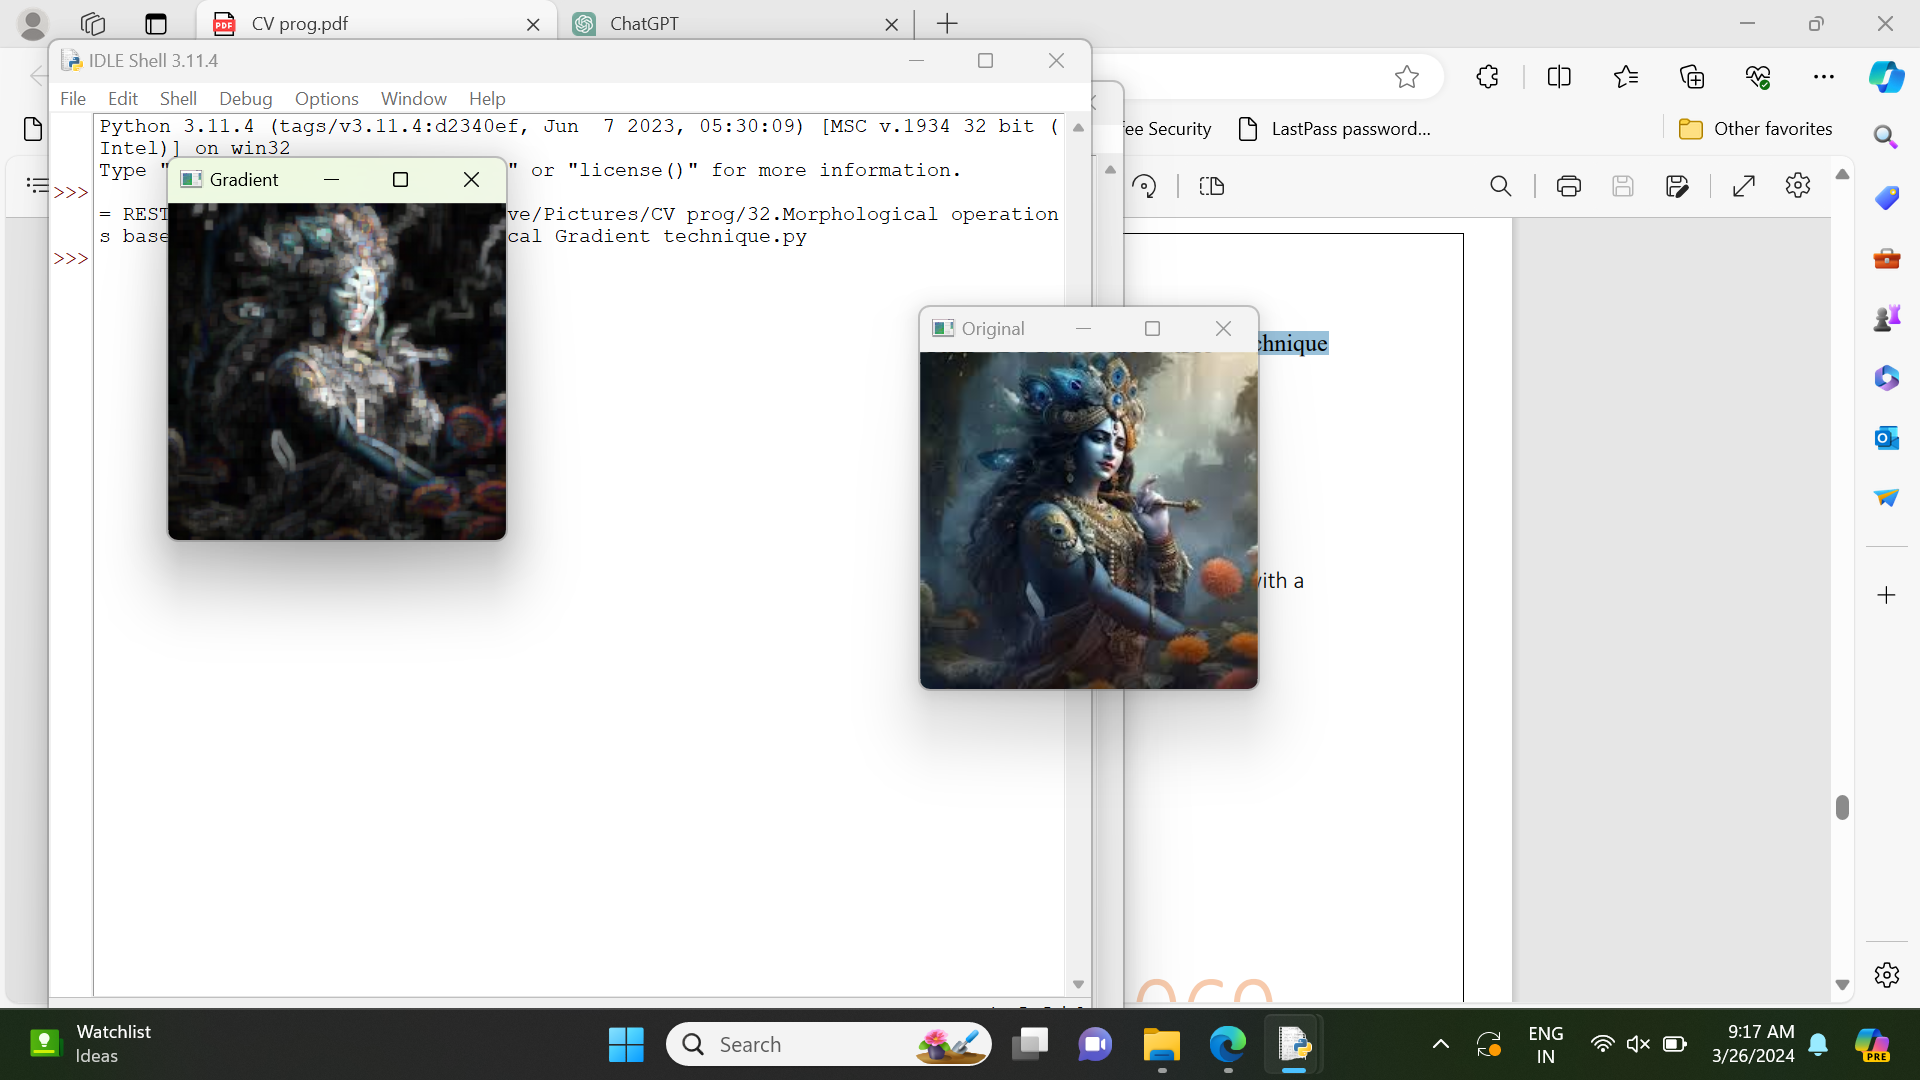 CV prog.pdf
ChatGPT
IDLE Shell 3.11.4
File Edit Shell Debug Options Window Help
Python 3.11.4 (tags/v3.11.4:d2340ef, Jun  7 2023, 05:30:09) [MSC v.1934 32 bit (
Intel)] on win32
Type " " or "license()" for more information.
>>>
= REST ve/Pictures/CV prog/32.Morphological operation
s base cal Gradient technique.py
>>>
Gradient
Original
ee Security
LastPass password...
Other favorites
chnique
ith a
Watchlist
Ideas
Search
ENG
IN
9:17 AM
3/26/2024
PRE
PDF